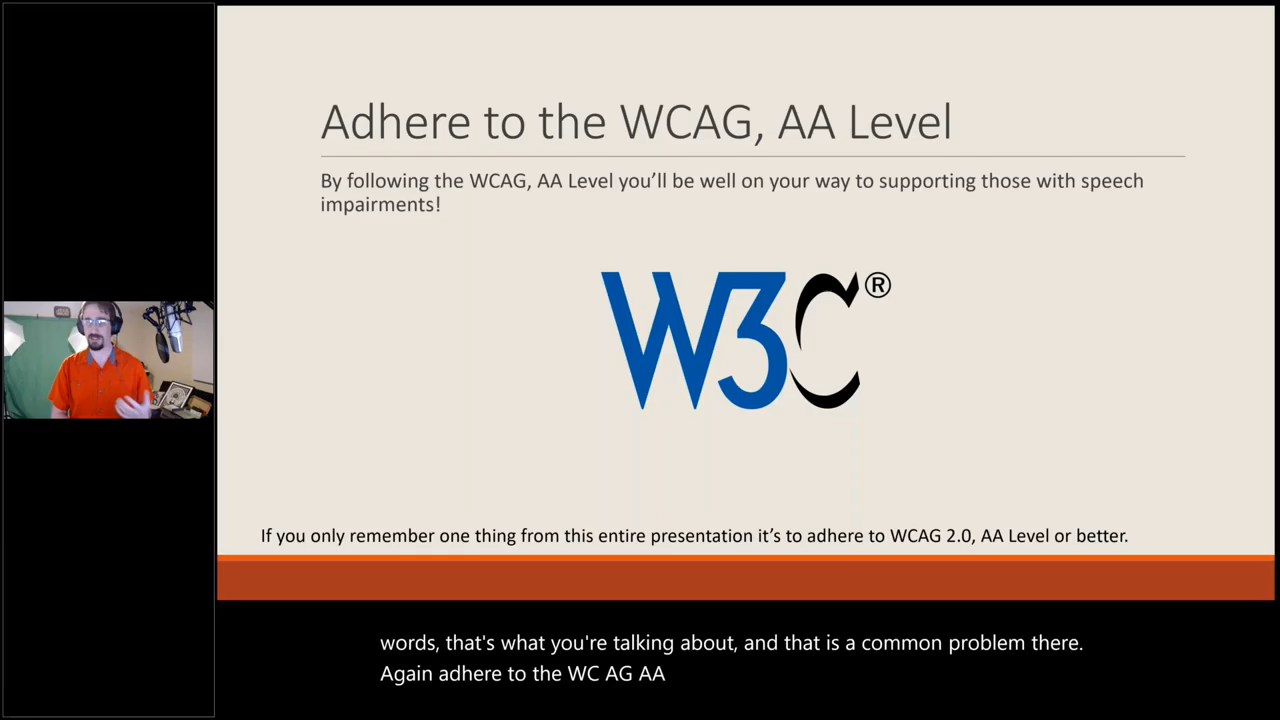 Adhere to the WCAG, AA Level
By following the WCAG, AA Level you'll be well on your way to supporting those with speech
impairments!
W3C®
If you only remember one thing from this entire presentation it's to adhere to WCAG 2.0, AA Level or better.
words, that's what you're talking about, and that is a common problem there.
Again adhere to the WC AG AA